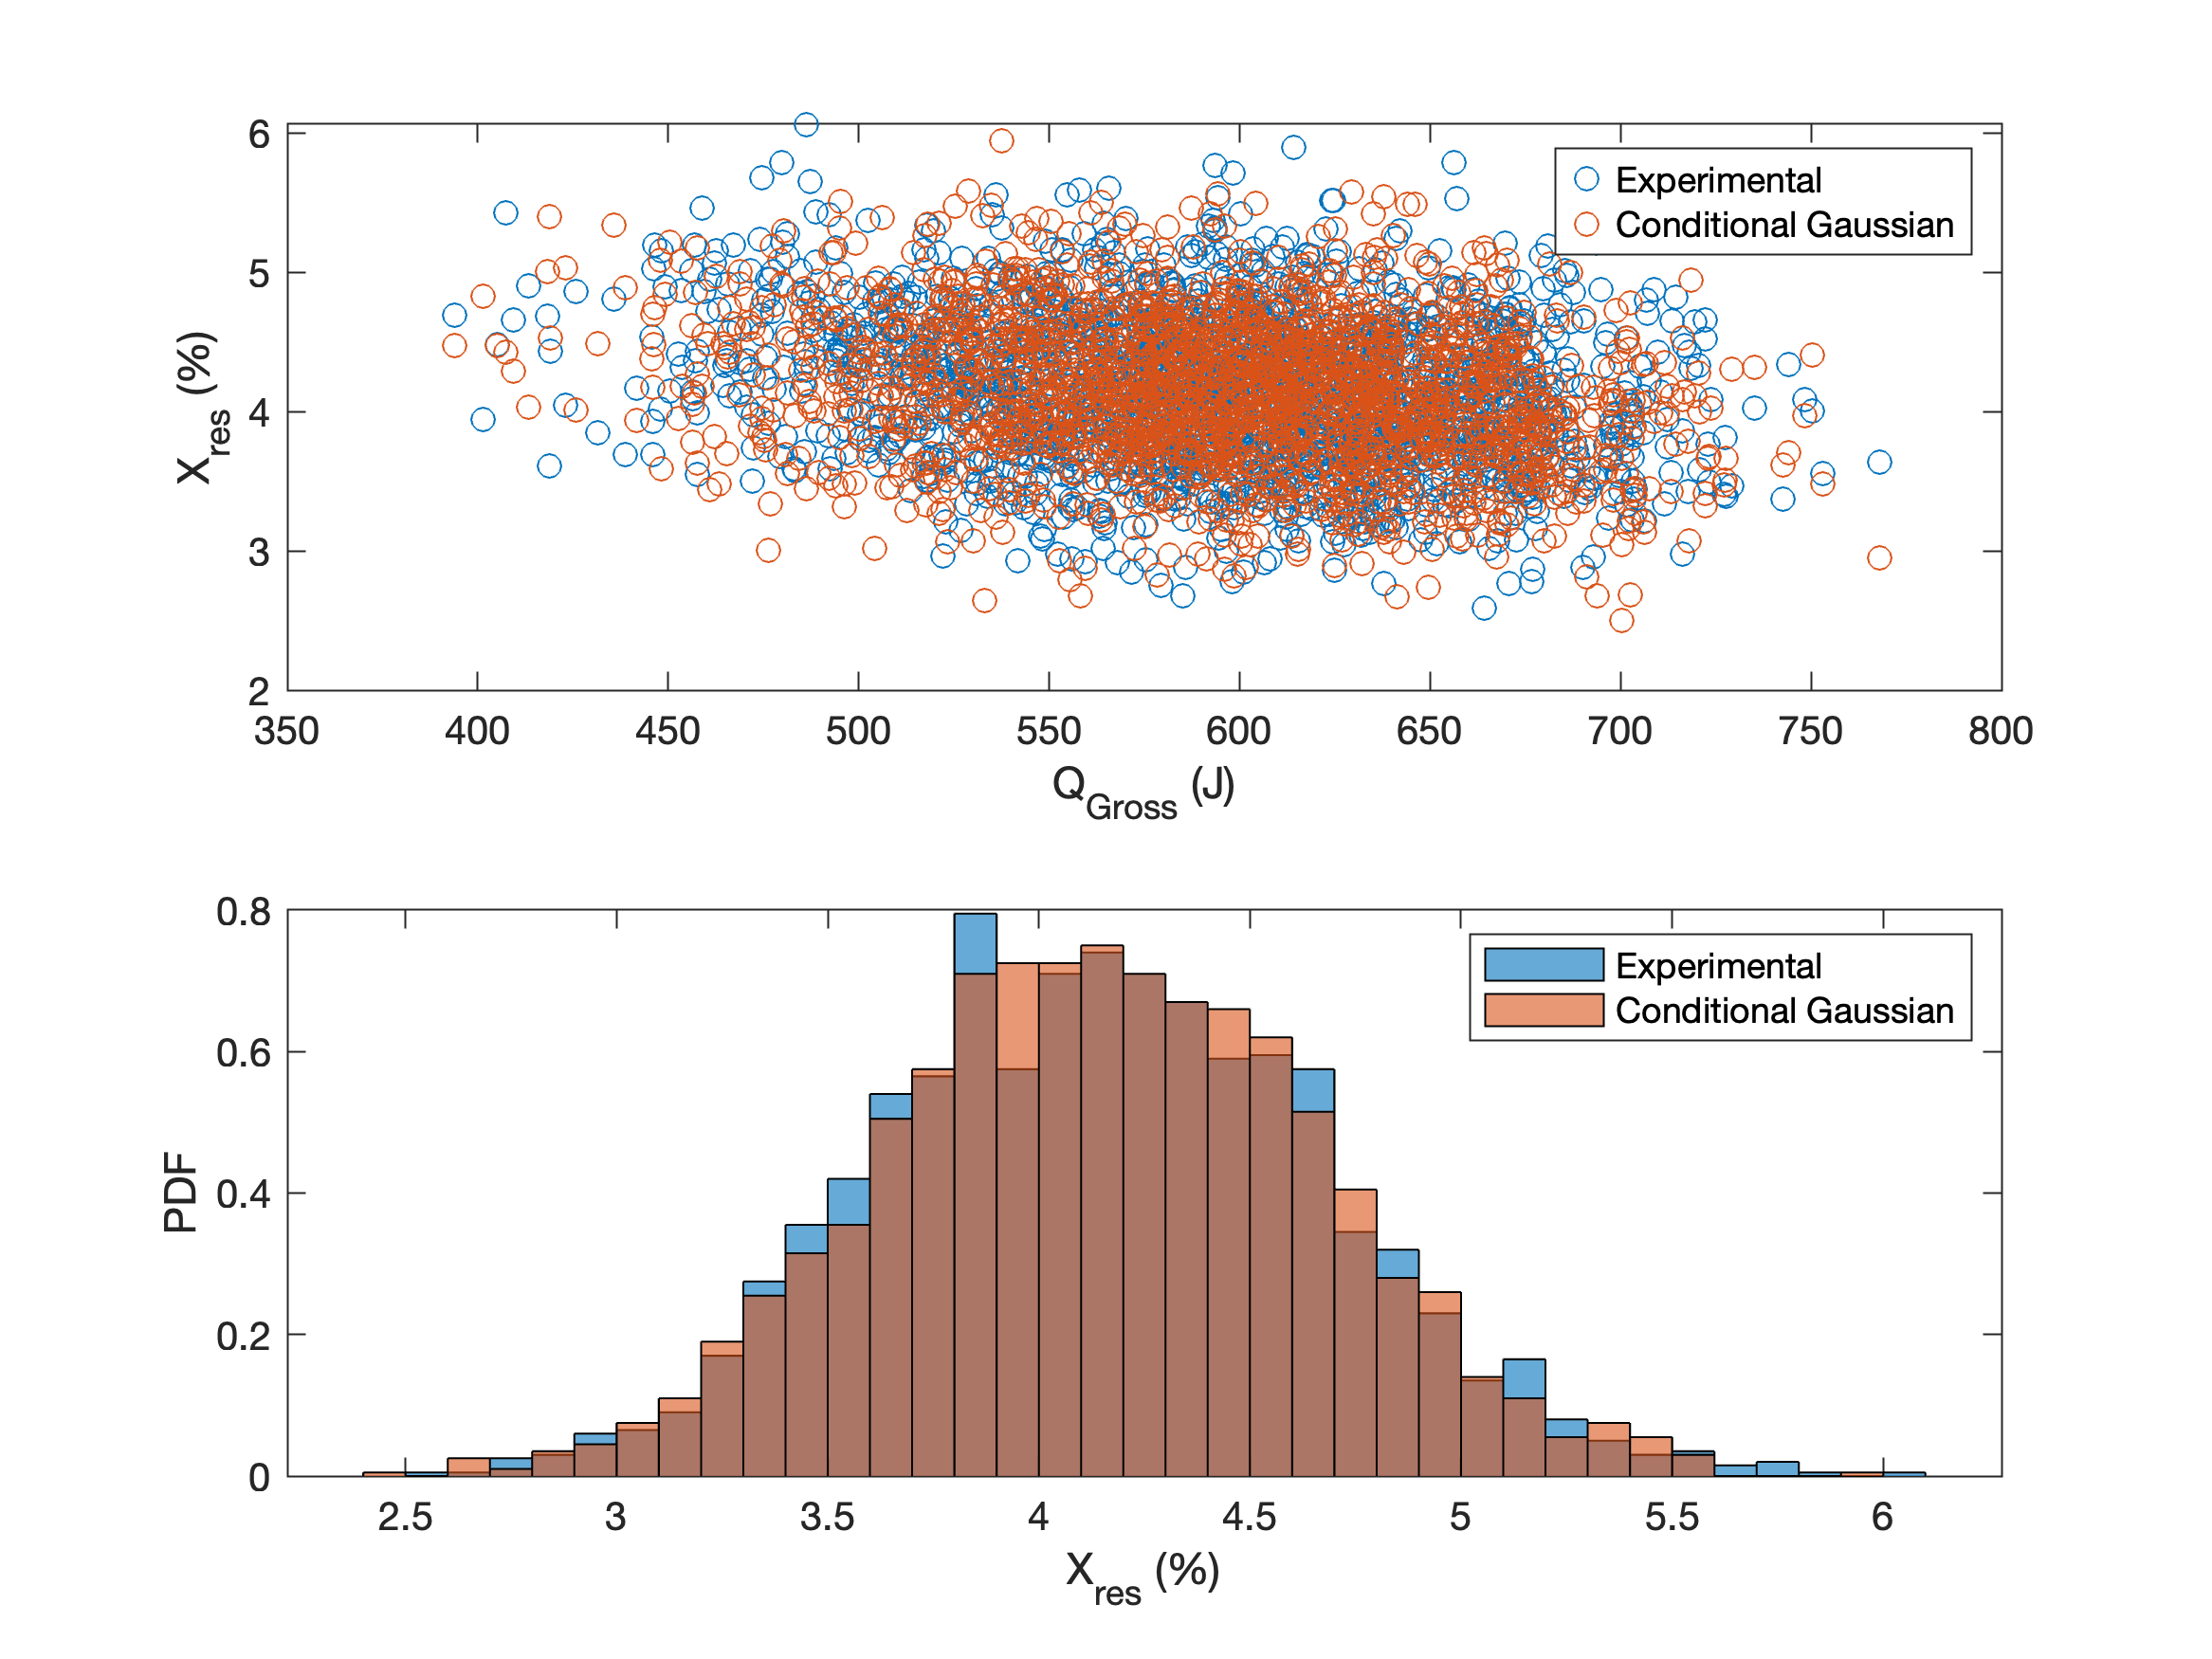 6
5
4
3
2
X_res (%)
Experimental
Conditional Gaussian
350 400 450 500 550 600 650 700 750 800
Q_Gross (J)
0.8
0.6
0.4
0.2
0
PDF
Experimental
Conditional Gaussian
2.5 3 3.5 4 4.5 5 5.5 6
X_res (%)